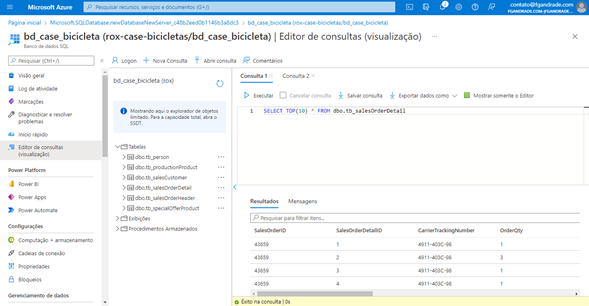 Microsoft Azure
Pesquisar recursos, serviços e documentos (G+/)
contato@fgandrade....
FGANDRADE...
Página inicial > Microsoft.SQLDatabase.newDatabaseNewServer_c48b2eed0b1146b3a8dc3 > bd_case_bicicleta (rox-case-bicicletas/bd_case_bicicleta)
bd_case_bicicleta (rox-case-bicicletas/bd_case_bicicleta) | Editor de consultas (visualização)
Banco de dados SQL
Pesquisar (Ctrl+/)
Logon
Nova Consulta
Abrir consulta
Comentários
Visão geral
Log de atividade
Marcações
Diagnosticar e resolver problemas
Início rápido
Editor de consultas (visualização)
Power Platform
Power BI
Power Apps
Power Automate
Configurações
Computação + armazenamento
Cadeias de conexão
Propriedades
Bloqueios
Gerenciamento de dados
bd_case_bicicleta (rox)
Mostrando aqui o explorador de objetos limitado. Para a capacidade total, abra o SSDT.
Tabelas
dbo.tb_person
dbo.tb_productionProduct
dbo.tb_salesCustomer
dbo.tb_salesOrderDetail
dbo.tb_salesOrderHeader
dbo.tb_specialOfferProduct
Exibições
Procedimentos Armazenados
Consulta 1
Consulta 2
Executar
Cancelar consulta
Salvar consulta
Exportar dados como
Mostrar somente o Editor
1 SELECT TOP(10) * FROM dbo.tb_salesOrderDetail
Resultados
Mensagens
Pesquisar para filtrar itens...
SalesOrderID SalesOrderDetailID CarrierTrackingNumber OrderQty
43659 1 4911-403C-98 1
43659 2 4911-403C-98 3
43659 3 4911-403C-98 1
43659 4 4911-403C-98 1
Êxito na consulta | 0s